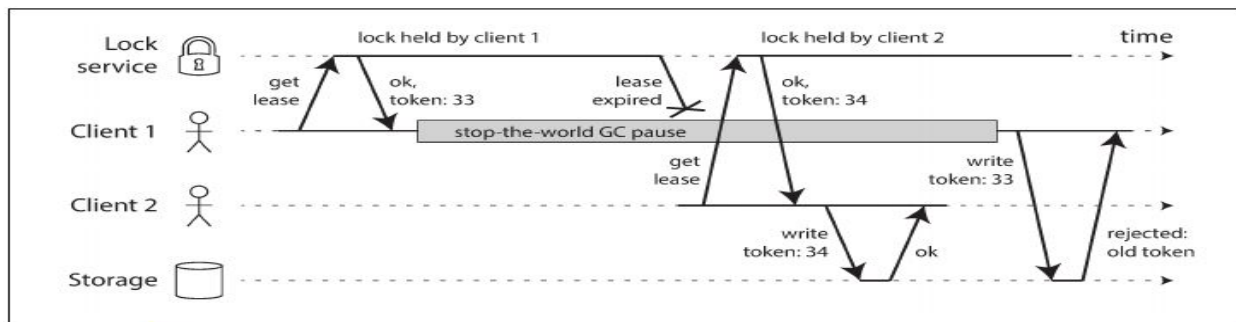 Lock
service
lock held by client 1
lock held by client 2
time
get
lease
ok,
token: 33
lease
expired
ok,
token: 34
Client 1
stop-the-world GC pause
get
lease
write
token: 33
Client 2
write
token: 34
ok
rejected:
old token
Storage